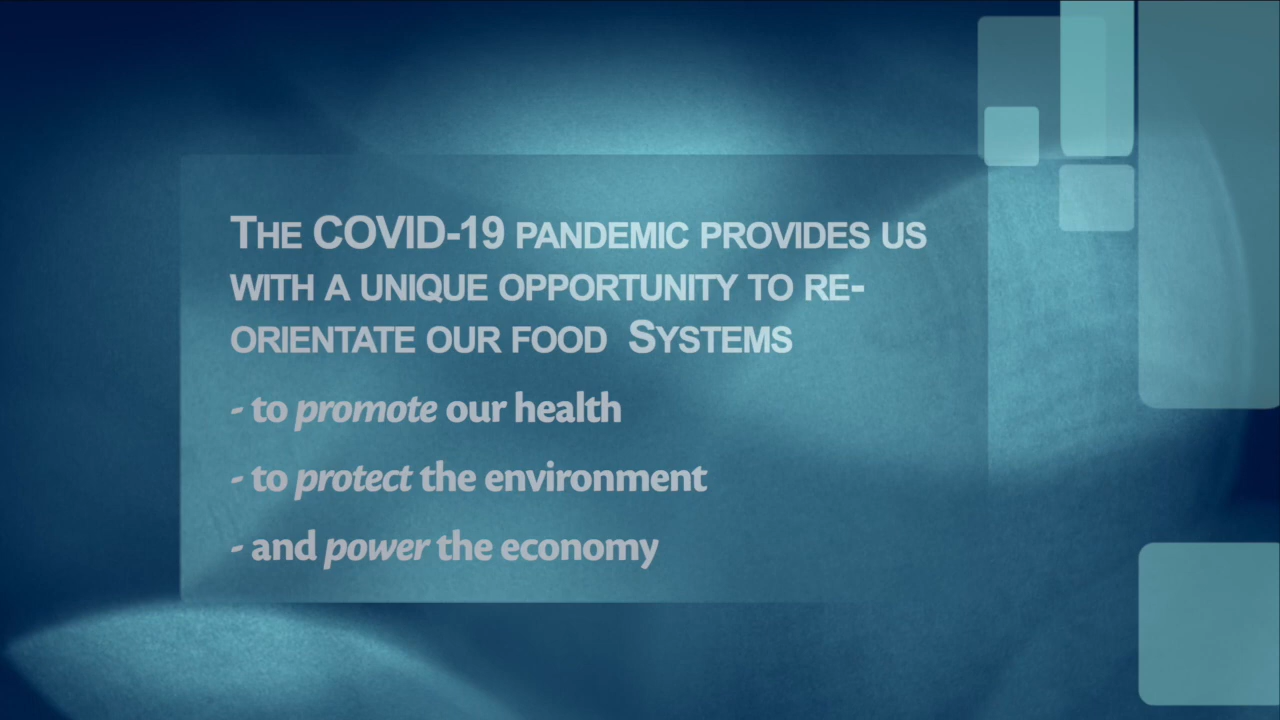 The COVID-19 pandemic provides us
with a unique opportunity to re-
orientate our food Systems
- to promote our health
- to protect the environment
- and power the economy